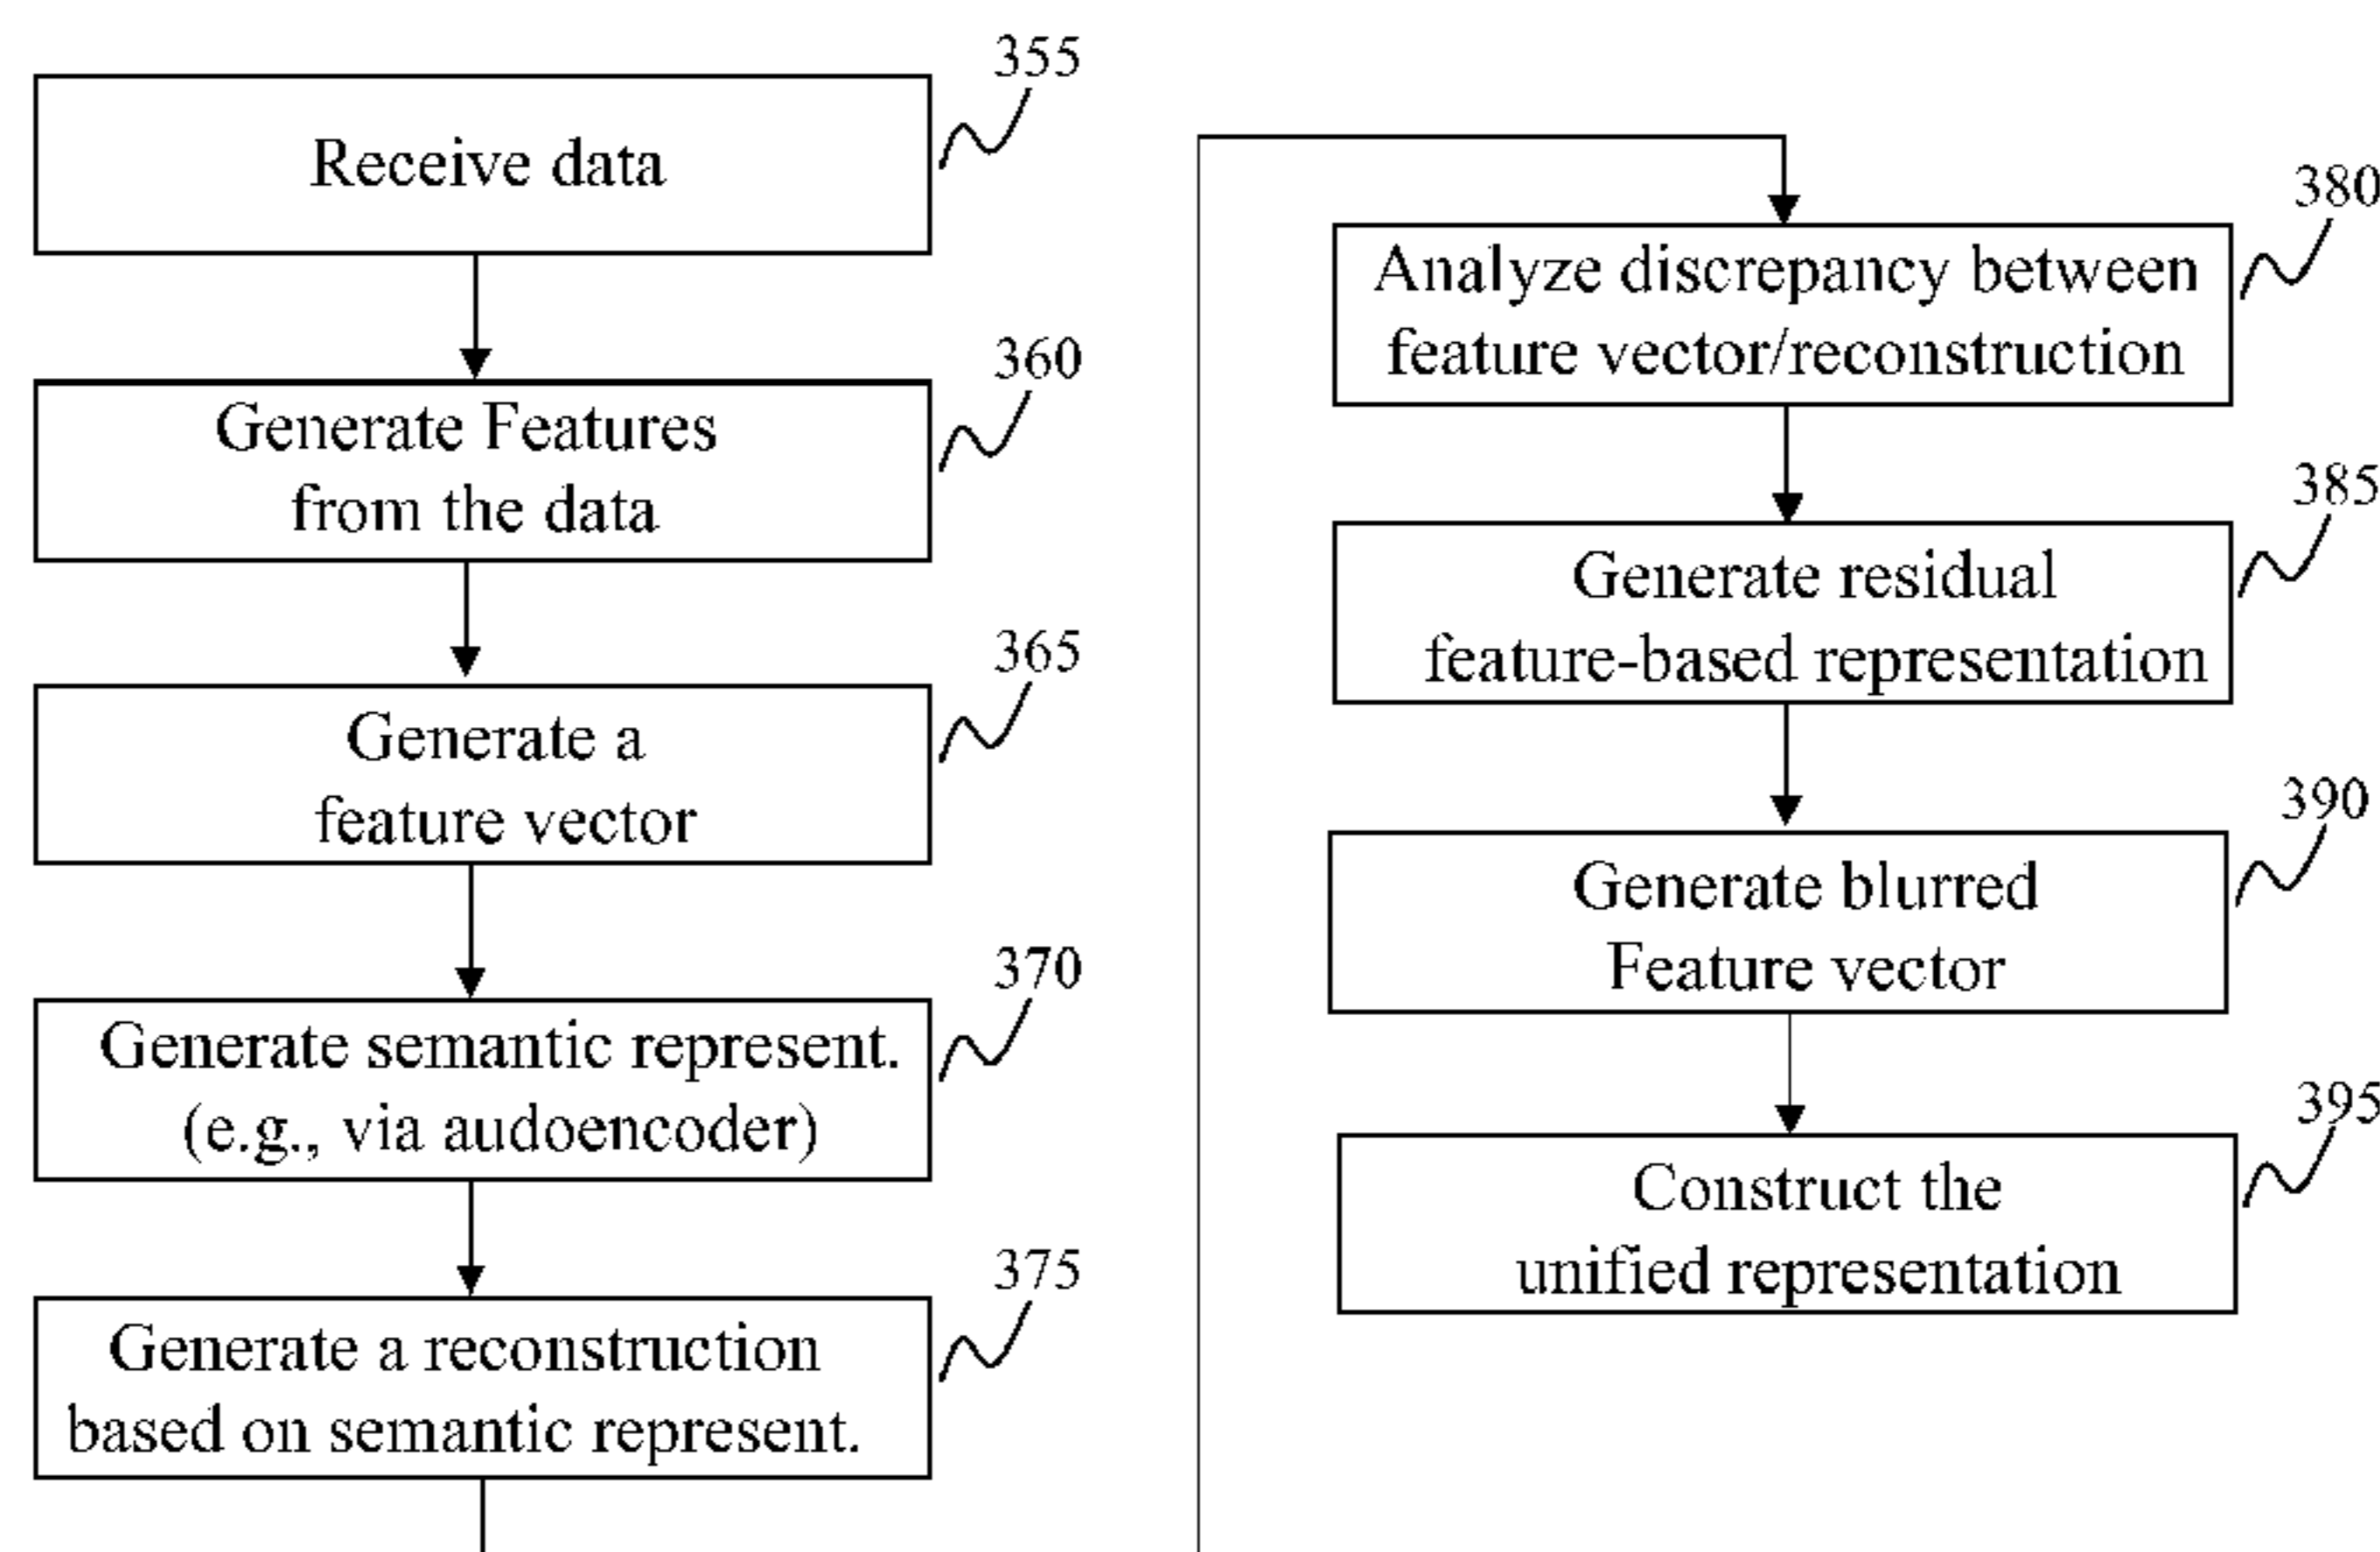 355
Receive data
360
Generate Features
from the data
365
Generate a
feature vector
370
Generate semantic represent.
(e.g., via audoencoder)
375
Generate a reconstruction
based on semantic represent.
380
Analyze discrepancy between
feature vector/reconstruction
385
Generate residual
feature-based representation
390
Generate blurred
Feature vector
395
Construct the
unified representation